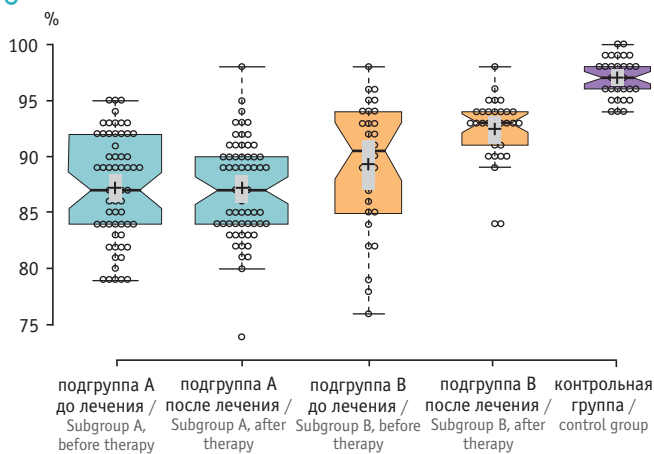 %
100
95
90
85
80
75
подгруппа А
до лечения /
Subgroup A,
before therapy
подгруппа А
после лечения /
Subgroup A, after
therapy
подгруппа В
до лечения /
Subgroup B, before
therapy
подгруппа В
после лечения /
Subgroup B, after
therapy
контрольная
группа /
control group